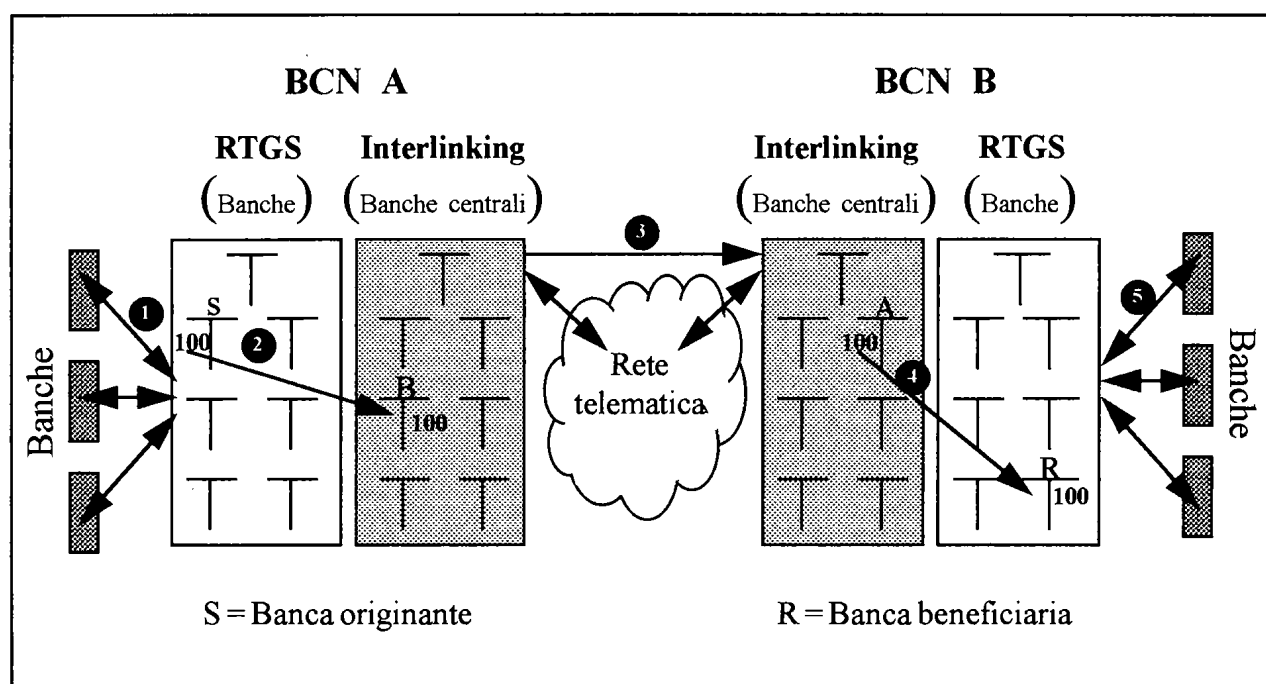 BCN A BCN B
RTGS Interlinking Interlinking RTGS
(Banche) (Banche centrali) (Banche centrali) (Banche)
3
1 S A 5
100 2 100
Banche B Rete 4 Banche
100 telematica
R
100
S = Banca originante R = Banca beneficiaria